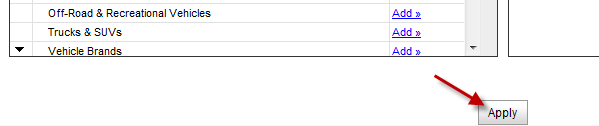 Off-Road & Recreational Vehicles Add »
Trucks & SUVs Add »
Vehicle Brands Add »
Apply